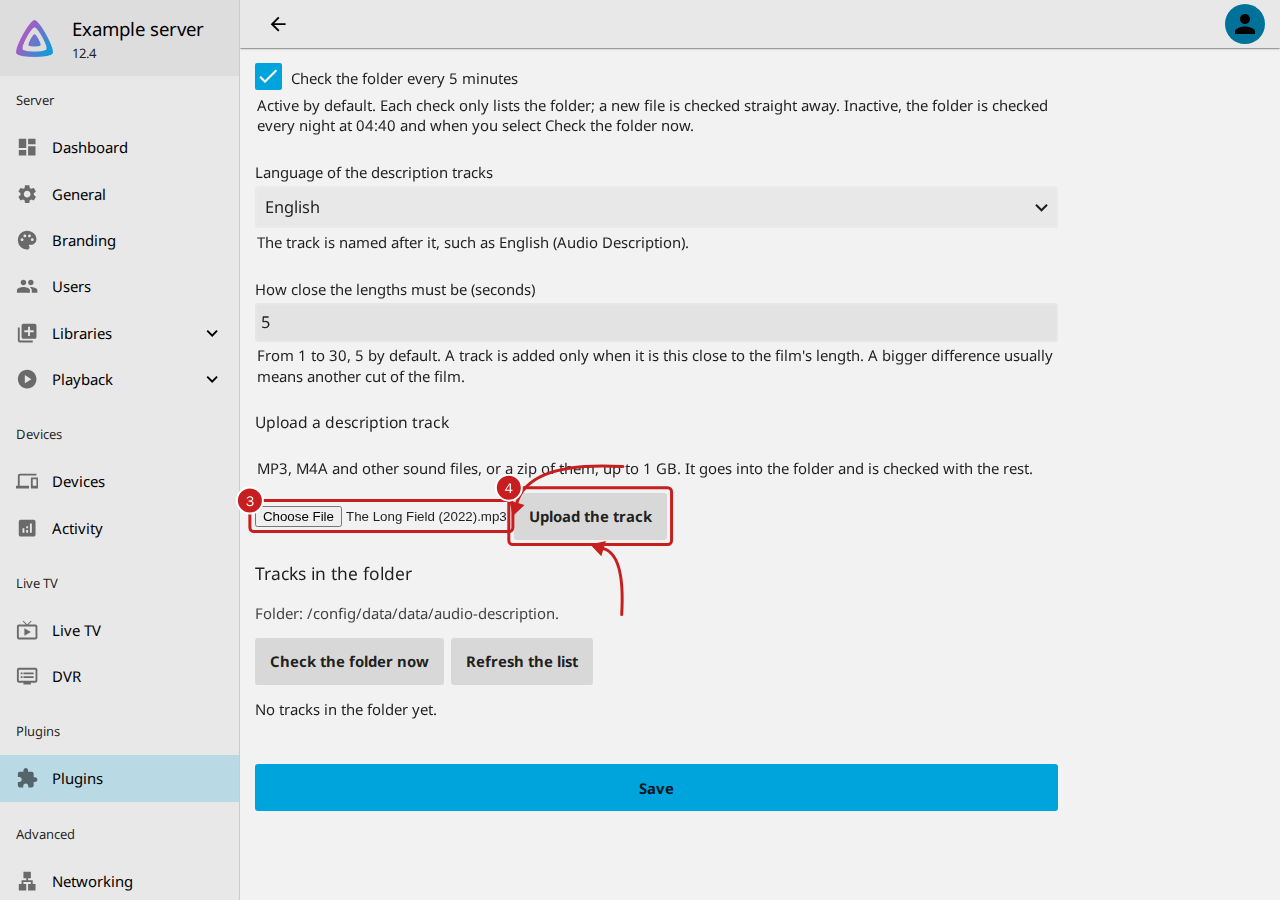 Example server
12.4
Server
Dashboard
General
Branding
Users
Libraries
Playback
Devices
Devices
Activity
Live TV
Live TV
DVR
Plugins
Plugins
Advanced
Networking
Check the folder every 5 minutes
Active by default. Each check only lists the folder; a new file is checked straight away. Inactive, the folder is checked
every night at 04:40 and when you select Check the folder now.
Language of the description tracks
English
The track is named after it, such as English (Audio Description).
How close the lengths must be (seconds)
5
From 1 to 30, 5 by default. A track is added only when it is this close to the film's length. A bigger difference usually
means another cut of the film.
Upload a description track
MP3, M4A and other sound files, or a zip of them, up to 1 GB. It goes into the folder and is checked with the rest.
3
4
Choose File The Long Field (2022).mp3
Upload the track
Tracks in the folder
Folder: /config/data/data/audio-description.
Check the folder now
Refresh the list
No tracks in the folder yet.
Save